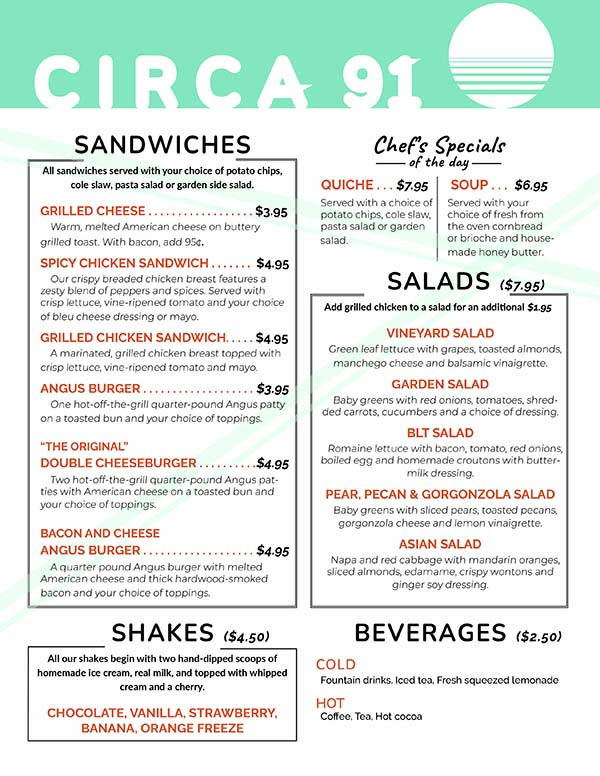 CIRCA 91
SANDWICHES
All sandwiches served with your choice of potato chips,
cole slaw, pasta salad or garden side salad.
GRILLED CHEESE . . . . . . . . . . . . . . . . . . $3.95
Warm, melted American cheese on buttery
grilled toast. With bacon, add 95¢.
SPICY CHICKEN SANDWICH . . . . . . . $4.95
Our crispy breaded chicken breast features a
zesty blend of peppers and spices. Served with
crisp lettuce, vine-ripened tomato and your choice
of bleu cheese dressing or mayo.
GRILLED CHICKEN SANDWICH. . . . . $4.95
A marinated, grilled chicken breast topped with
crisp lettuce, vine-ripened tomato and mayo.
ANGUS BURGER . . . . . . . . . . . . . . . . . . . $3.95
One hot-off-the-grill quarter-pound Angus patty
on a toasted bun and your choice of toppings.
"THE ORIGINAL"
DOUBLE CHEESEBURGER . . . . . . . . . .$4.95
Two hot-off-the-grill quarter-pound Angus pat-
ties with American cheese on a toasted bun and
your choice of toppings.
BACON AND CHEESE
ANGUS BURGER . . . . . . . . . . . . . . . . . . . $4.95
A quarter pound Angus burger with melted
American cheese and thick hardwood-smoked
bacon and your choice of toppings.
SHAKES ($4.50)
All our shakes begin with two hand-dipped scoops of
homemade ice cream, real milk, and topped with whipped
cream and a cherry.
CHOCOLATE, VANILLA, STRAWBERRY,
BANANA, ORANGE FREEZE
Chef's Specials
of the day
QUICHE . . . $7.95
Served with a choice of
potato chips, cole slaw,
pasta salad or garden
salad.
SOUP . . . $6.95
Served with your
choice of fresh from
the oven cornbread
or brioche and house-
made honey butter.
SALADS ($7.95)
Add grilled chicken to a salad for an additional $1.95
VINEYARD SALAD
Green leaf lettuce with grapes, toasted almonds,
manchego cheese and balsamic vinaigrette.
GARDEN SALAD
Baby greens with red onions, tomatoes, shred-
ded carrots, cucumbers and a choice of dressing.
BLT SALAD
Romaine lettuce with bacon, tomato, red onions,
boiled egg and homemade croutons with butter-
milk dressing.
PEAR, PECAN & GORGONZOLA SALAD
Baby greens with sliced pears, toasted pecans,
gorgonzola cheese and lemon vinaigrette.
ASIAN SALAD
Napa and red cabbage with mandarin oranges,
sliced almonds, edamame, crispy wontons and
ginger soy dressing.
BEVERAGES ($2.50)
COLD
Fountain drinks, Iced tea, Fresh squeezed lemonade
HOT
Coffee, Tea, Hot cocoa